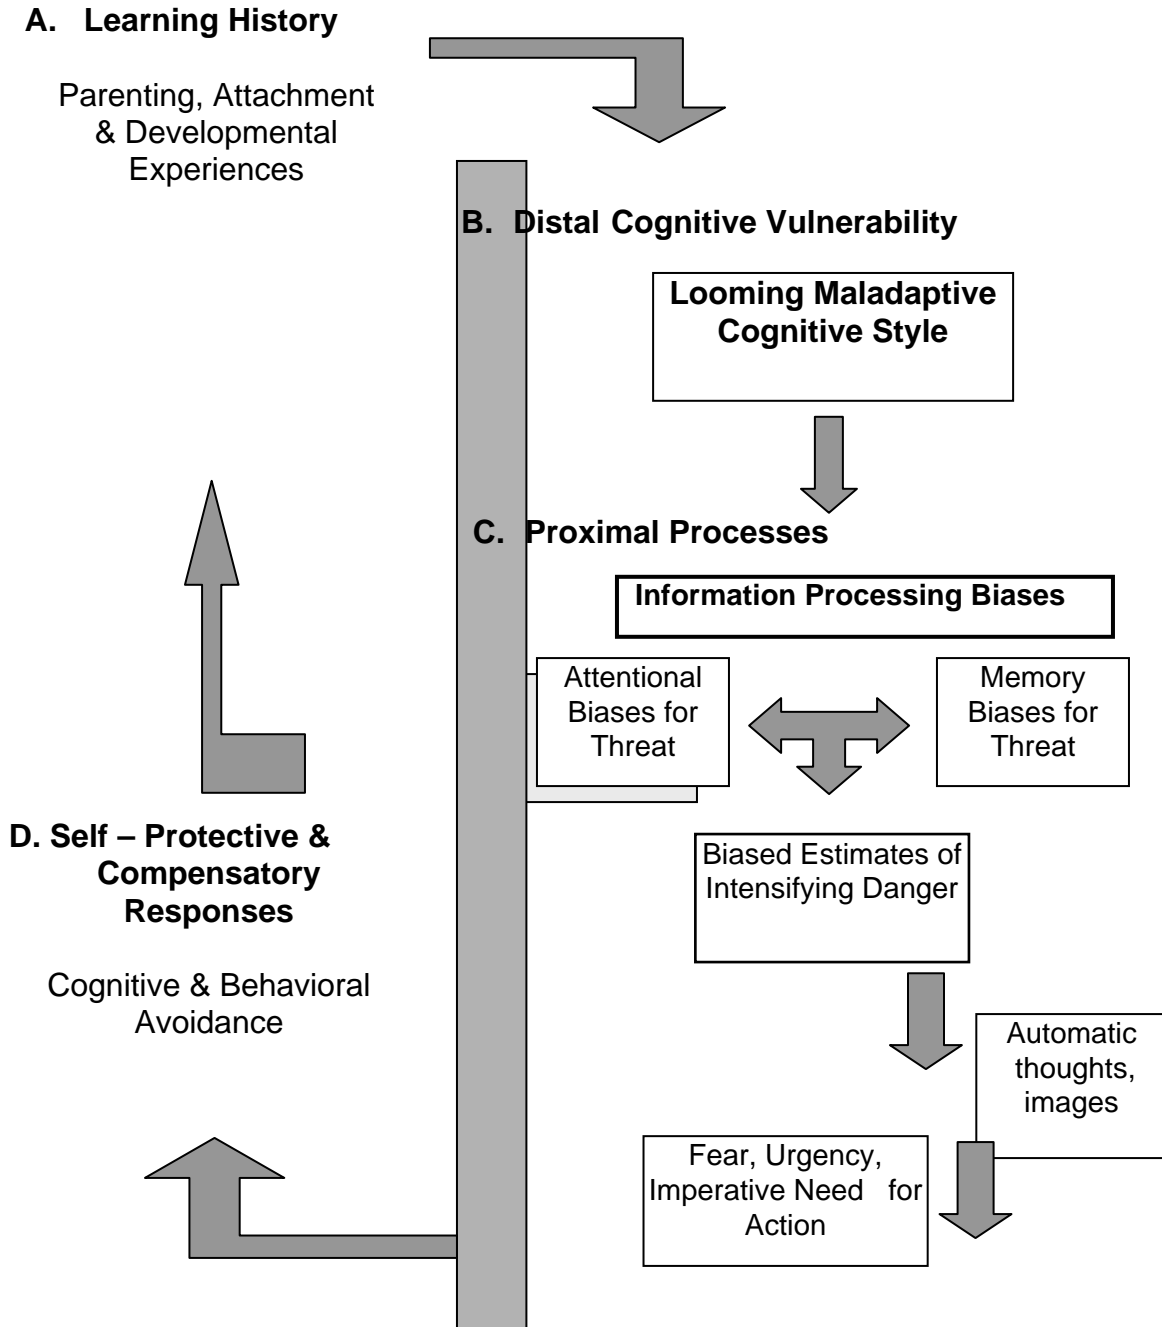 A. Learning History
Parenting, Attachment
& Developmental
Experiences
B. Distal Cognitive Vulnerability
Looming Maladaptive
Cognitive Style
C. Proximal Processes
Information Processing Biases
Attentional
Biases for
Threat
Memory
Biases for
Threat
Biased Estimates of
Intensifying Danger
Automatic
thoughts,
images
Fear, Urgency,
Imperative Need for
Action
D. Self – Protective &
Compensatory
Responses
Cognitive & Behavioral
Avoidance